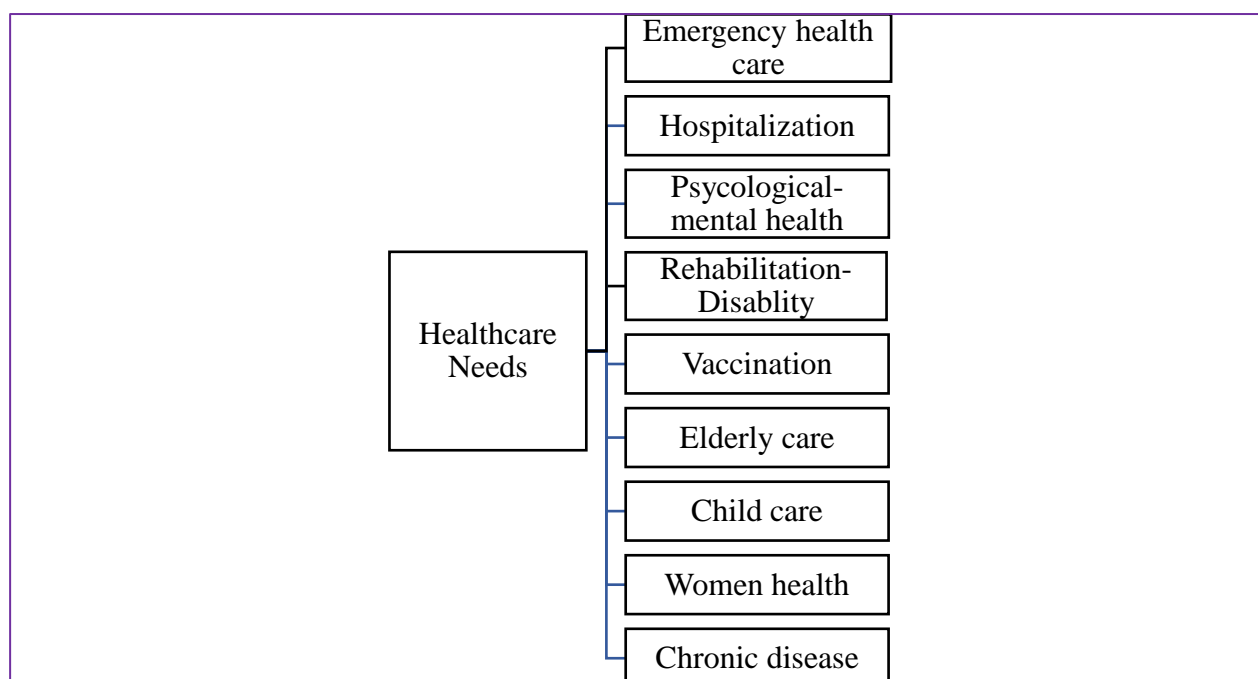 Healthcare
Needs
Emergency health
care
Hospitalization
Psycological-
mental health
Rehabilitation-
Disablity
Vaccination
Elderly care
Child care
Women health
Chronic disease